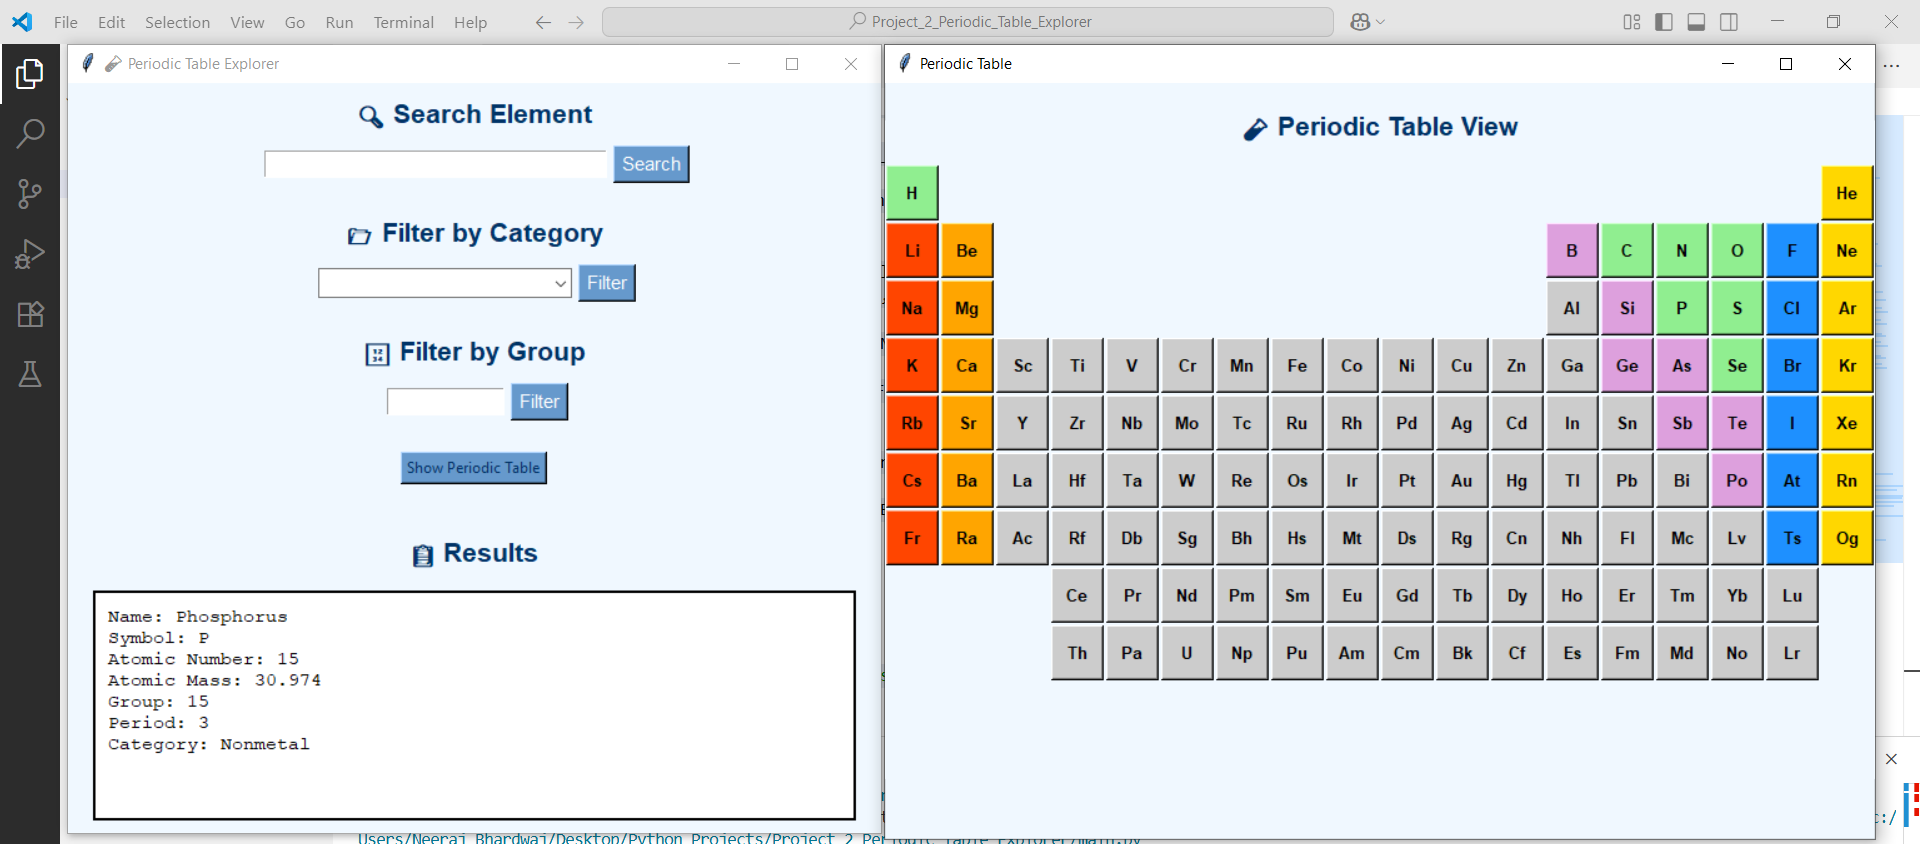 File Edit Selection View Go Run Terminal Help
Project_2_Periodic_Table_Explorer
Periodic Table Explorer
Search Element
Search
Filter by Category
Filter
Filter by Group
Filter
Show Periodic Table
Results
Name: Phosphorus
Symbol: P
Atomic Number: 15
Atomic Mass: 30.974
Group: 15
Period: 3
Category: Nonmetal
Periodic Table
Periodic Table View
H He
Li Be B C N O F Ne
Na Mg Al Si P S Cl Ar
K Ca Sc Ti V Cr Mn Fe Co Ni Cu Zn Ga Ge As Se Br Kr
Rb Sr Y Zr Nb Mo Tc Ru Rh Pd Ag Cd In Sn Sb Te I Xe
Cs Ba La Hf Ta W Re Os Ir Pt Au Hg Tl Pb Bi Po At Rn
Fr Ra Ac Rf Db Sg Bh Hs Mt Ds Rg Cn Nh Fl Mc Lv Ts Og
Ce Pr Nd Pm Sm Eu Gd Tb Dy Ho Er Tm Yb Lu
Th Pa U Np Pu Am Cm Bk Cf Es Fm Md No Lr
c:/
Users/Neeraj Bhardwaj/Desktop/Python Projects/Project_2_Periodic_Table_Explorer/main.py